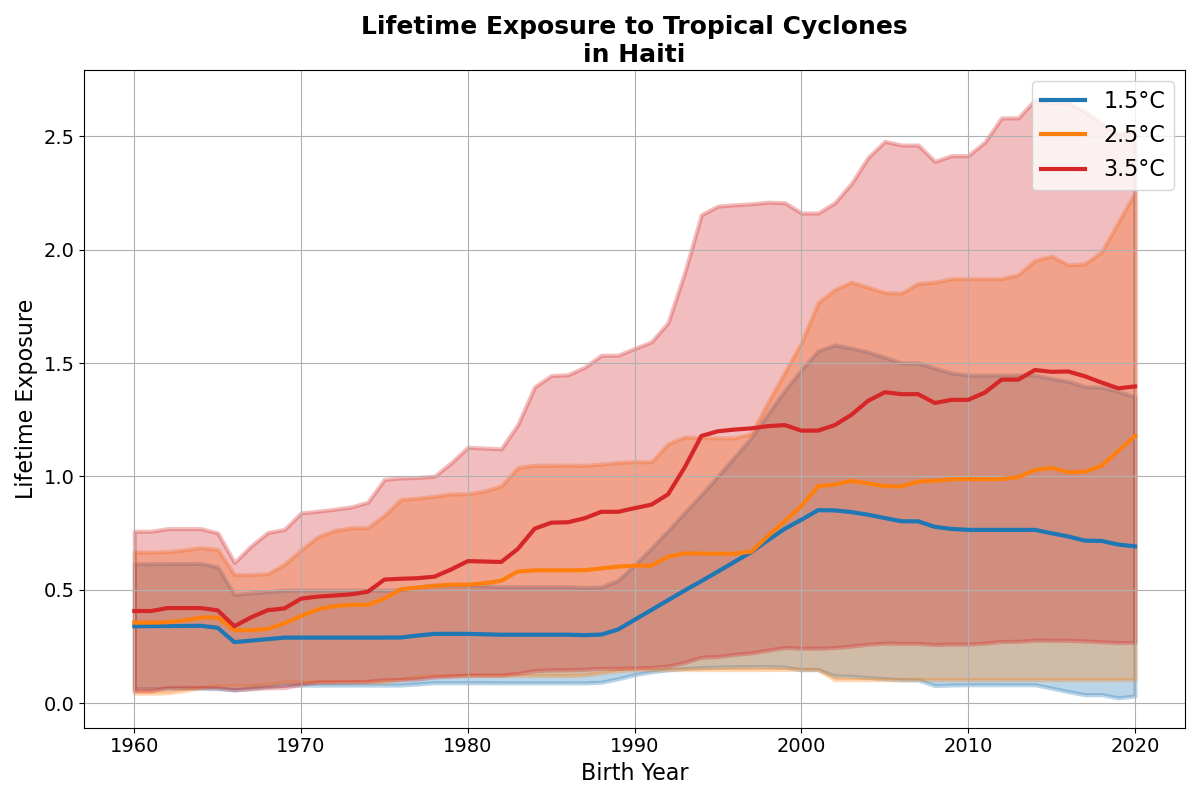 Lifetime Exposure to Tropical Cyclones
in Haiti
1.5°C
2.5°C
3.5°C
Lifetime Exposure
2.5
2.0
1.5
1.0
0.5
0.0
1960
1970
1980
1990
2000
2010
2020
Birth Year